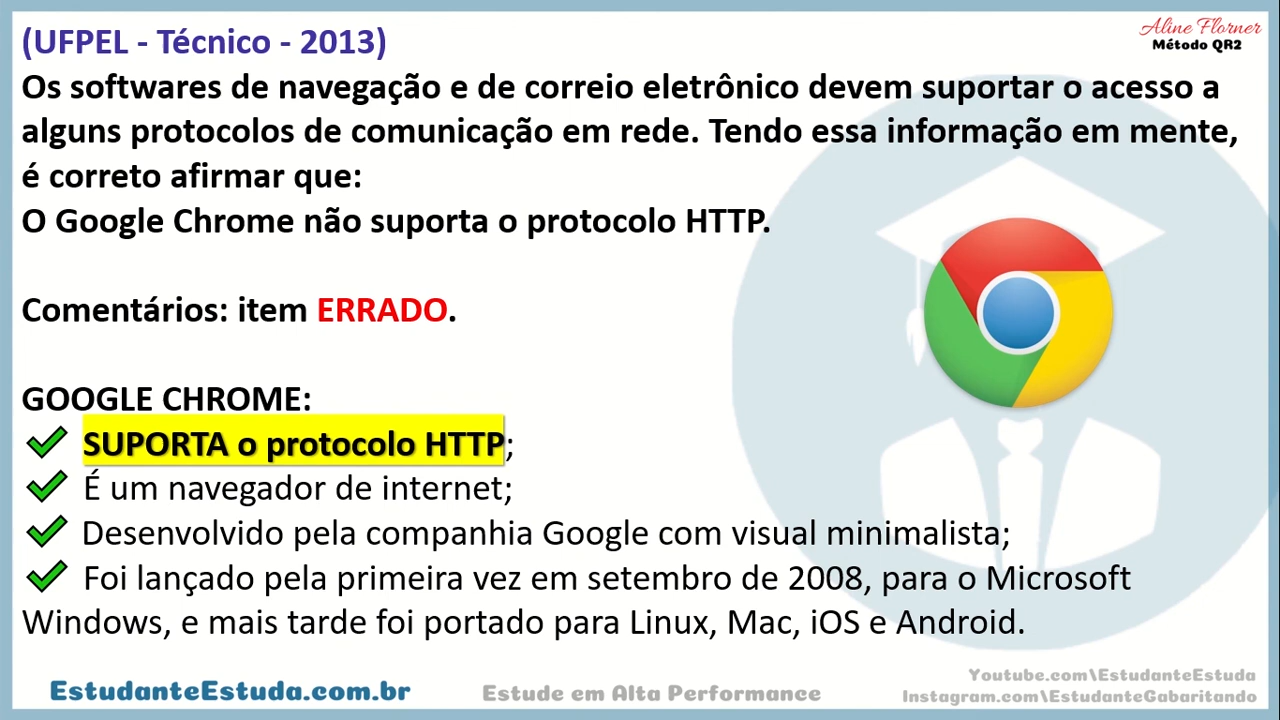 (UFPEL - Técnico - 2013)
Aline Florner
Método QR2
Os softwares de navegação e de correio eletrônico devem suportar o acesso a
alguns protocolos de comunicação em rede. Tendo essa informação em mente,
é correto afirmar que:
O Google Chrome não suporta o protocolo HTTP.
Comentários: item ERRADO.
GOOGLE CHROME:
SUPORTA o protocolo HTTP;
É um navegador de internet;
Desenvolvido pela companhia Google com visual minimalista;
Foi lançado pela primeira vez em setembro de 2008, para o Microsoft
Windows, e mais tarde foi portado para Linux, Mac, iOS e Android.
EstudanteEstuda.com.br
Estude em Alta Performance
Youtube.com\EstudanteEstuda
Instagram.com\EstudanteGabaritando